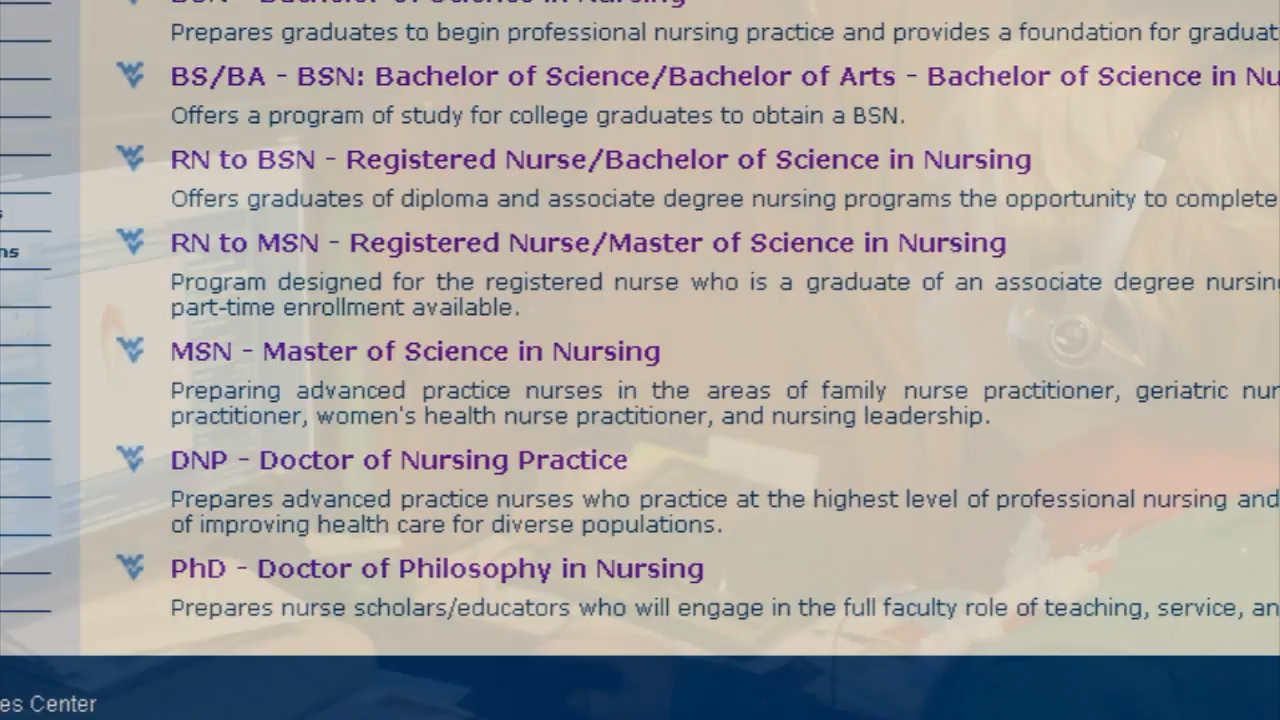 BSN - Bachelor of Science in Nursing
Prepares graduates to begin professional nursing practice and provides a foundation for
BS/BA - BSN: Bachelor of Science/Bachelor of Arts - Bachelor of Science in
Offers a program of study for college graduates to obtain a BSN.
RN to BSN - Registered Nurse/Bachelor of Science in Nursing
Offers graduates of diploma and associate degree nursing programs the opportunity to complete
RN to MSN - Registered Nurse/Master of Science in Nursing
Program designed for the registered nurse who is a graduate of an associate degree
part-time enrollment available.
MSN - Master of Science in Nursing
Preparing advanced practice nurses in the areas of family nurse practitioner, geriatric
practitioner, women's health nurse practitioner, and nursing leadership.
DNP - Doctor of Nursing Practice
Prepares advanced practice nurses who practice at the highest level of professional nursing and
of improving health care for diverse populations.
PhD - Doctor of Philosophy in Nursing
Prepares nurse scholars/educators who will engage in the full faculty role of teaching, service,
Center